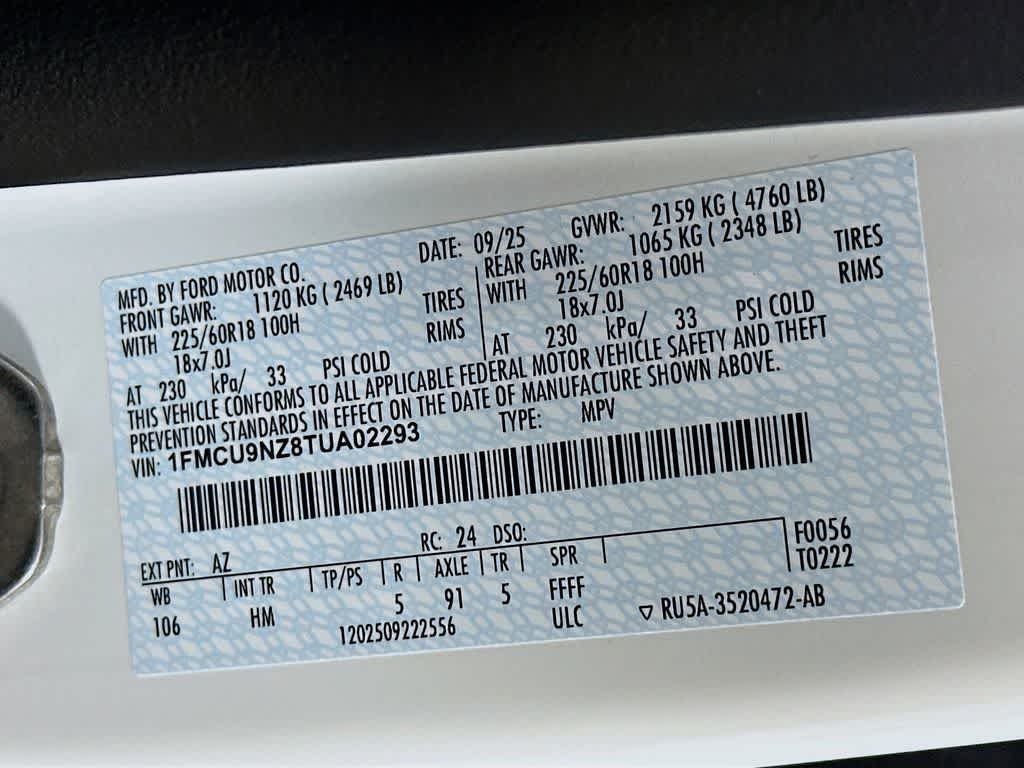 MFD. BY FORD MOTOR CO. DATE: 09/25 GVWR: 2159 KG ( 4760 LB)
FRONT GAWR: 1120 KG ( 2469 LB) REAR GAWR: 1065 KG ( 2348 LB)
WITH 225/60R18 100H TIRES WITH 225/60R18 100H TIRES
18x7.0J RIMS 18x7.0J RIMS
AT 230 kPa/ 33 PSI COLD AT 230 kPa/ 33 PSI COLD
THIS VEHICLE CONFORMS TO ALL APPLICABLE FEDERAL MOTOR VEHICLE SAFETY AND THEFT
PREVENTION STANDARDS IN EFFECT ON THE DATE OF MANUFACTURE SHOWN ABOVE.
VIN: 1FMCU9NZ8TUA02293 TYPE: MPV
EXT PNT: AZ RC: 24 DSO: F0056
WB INT TR TP/PS R AXLE TR SPR T0222
106 HM 5 91 5 FFFF
1202509222556 ULC ▽ RU5A-3520472-AB